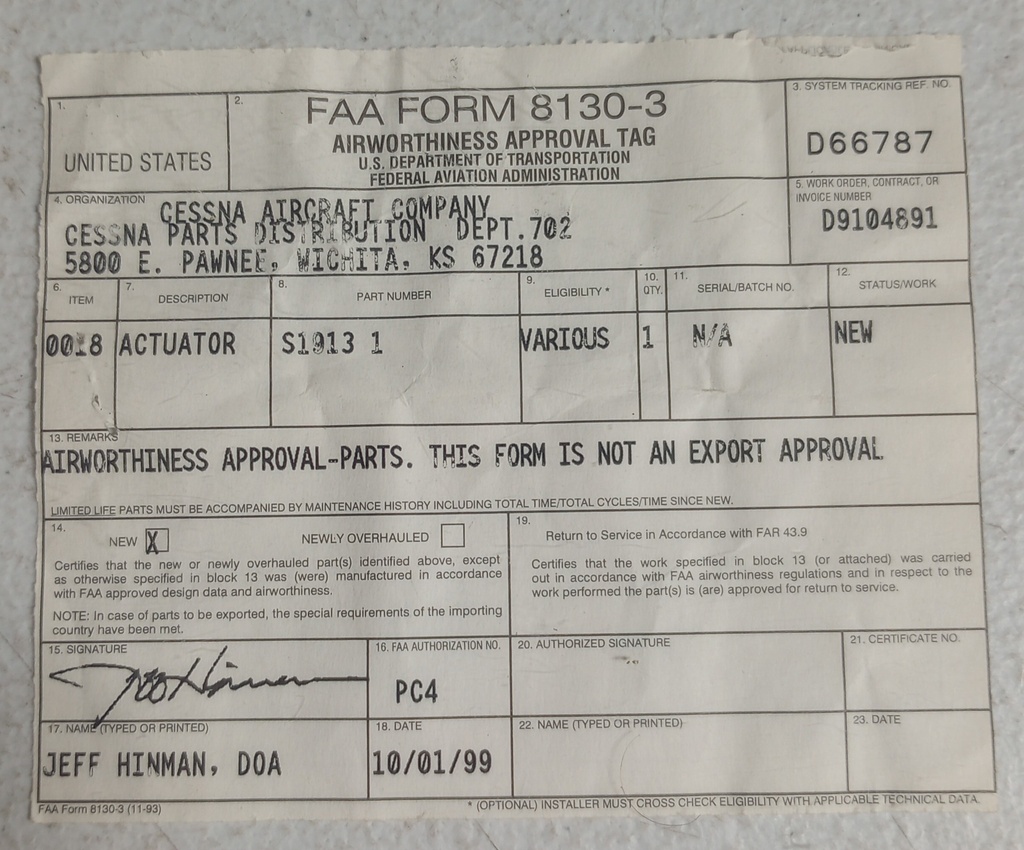 1.
UNITED STATES
2.
FAA FORM 8130-3
AIRWORTHINESS APPROVAL TAG
U.S. DEPARTMENT OF TRANSPORTATION
FEDERAL AVIATION ADMINISTRATION
3. SYSTEM TRACKING REF. NO.
D66787
4. ORGANIZATION
CESSNA AIRCRAFT COMPANY
CESSNA PARTS DISTRIBUTION DEPT.702
5800 E. PAWNEE, WICHITA, KS 67218
5. WORK ORDER, CONTRACT, OR
INVOICE NUMBER
D9104891
6. ITEM
7. DESCRIPTION
8. PART NUMBER
9. ELIGIBILITY *
10. QTY.
11. SERIAL/BATCH NO.
12. STATUS/WORK
0018 ACTUATOR S1913 1 VARIOUS 1 N/A NEW
13. REMARKS
AIRWORTHINESS APPROVAL-PARTS. THIS FORM IS NOT AN EXPORT APPROVAL
LIMITED LIFE PARTS MUST BE ACCOMPANIED BY MAINTENANCE HISTORY INCLUDING TOTAL TIME/TOTAL CYCLES/TIME SINCE NEW.
14.
NEW X NEWLY OVERHAULED
Certifies that the new or newly overhauled part(s) identified above, except
as otherwise specified in block 13 was (were) manufactured in accordance
with FAA approved design data and airworthiness.
NOTE: In case of parts to be exported, the special requirements of the importing
country have been met.
19.
Return to Service in Accordance with FAR 43.9
Certifies that the work specified in block 13 (or attached) was carried
out in accordance with FAA airworthiness regulations and in respect to the
work performed the part(s) is (are) approved for return to service.
15. SIGNATURE
Jeff Hinman
16. FAA AUTHORIZATION NO.
PC4
20. AUTHORIZED SIGNATURE
21. CERTIFICATE NO.
17. NAME (TYPED OR PRINTED)
JEFF HINMAN, DOA
18. DATE
10/01/99
22. NAME (TYPED OR PRINTED)
23. DATE
FAA Form 8130-3 (11-93)
* (OPTIONAL) INSTALLER MUST CROSS CHECK ELIGIBILITY WITH APPLICABLE TECHNICAL DATA.